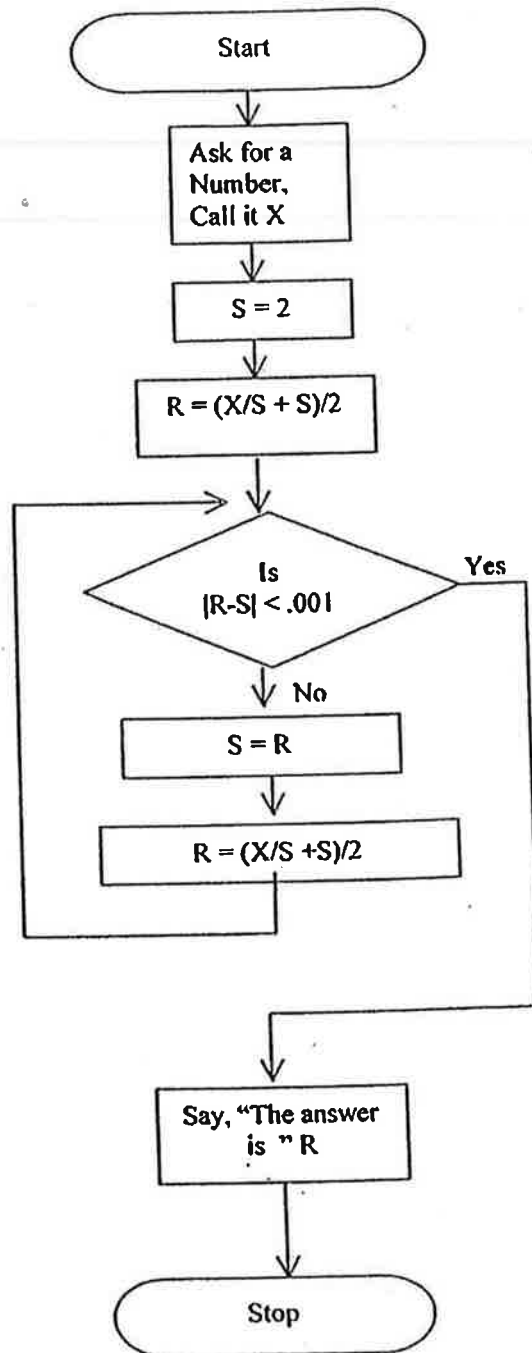 Start
Ask for a
Number,
Call it X
S = 2
R = (X/S + S)/2
Is
|R-S| < .001
Yes
No
S = R
R = (X/S +S)/2
Say, “The answer
is ” R
Stop